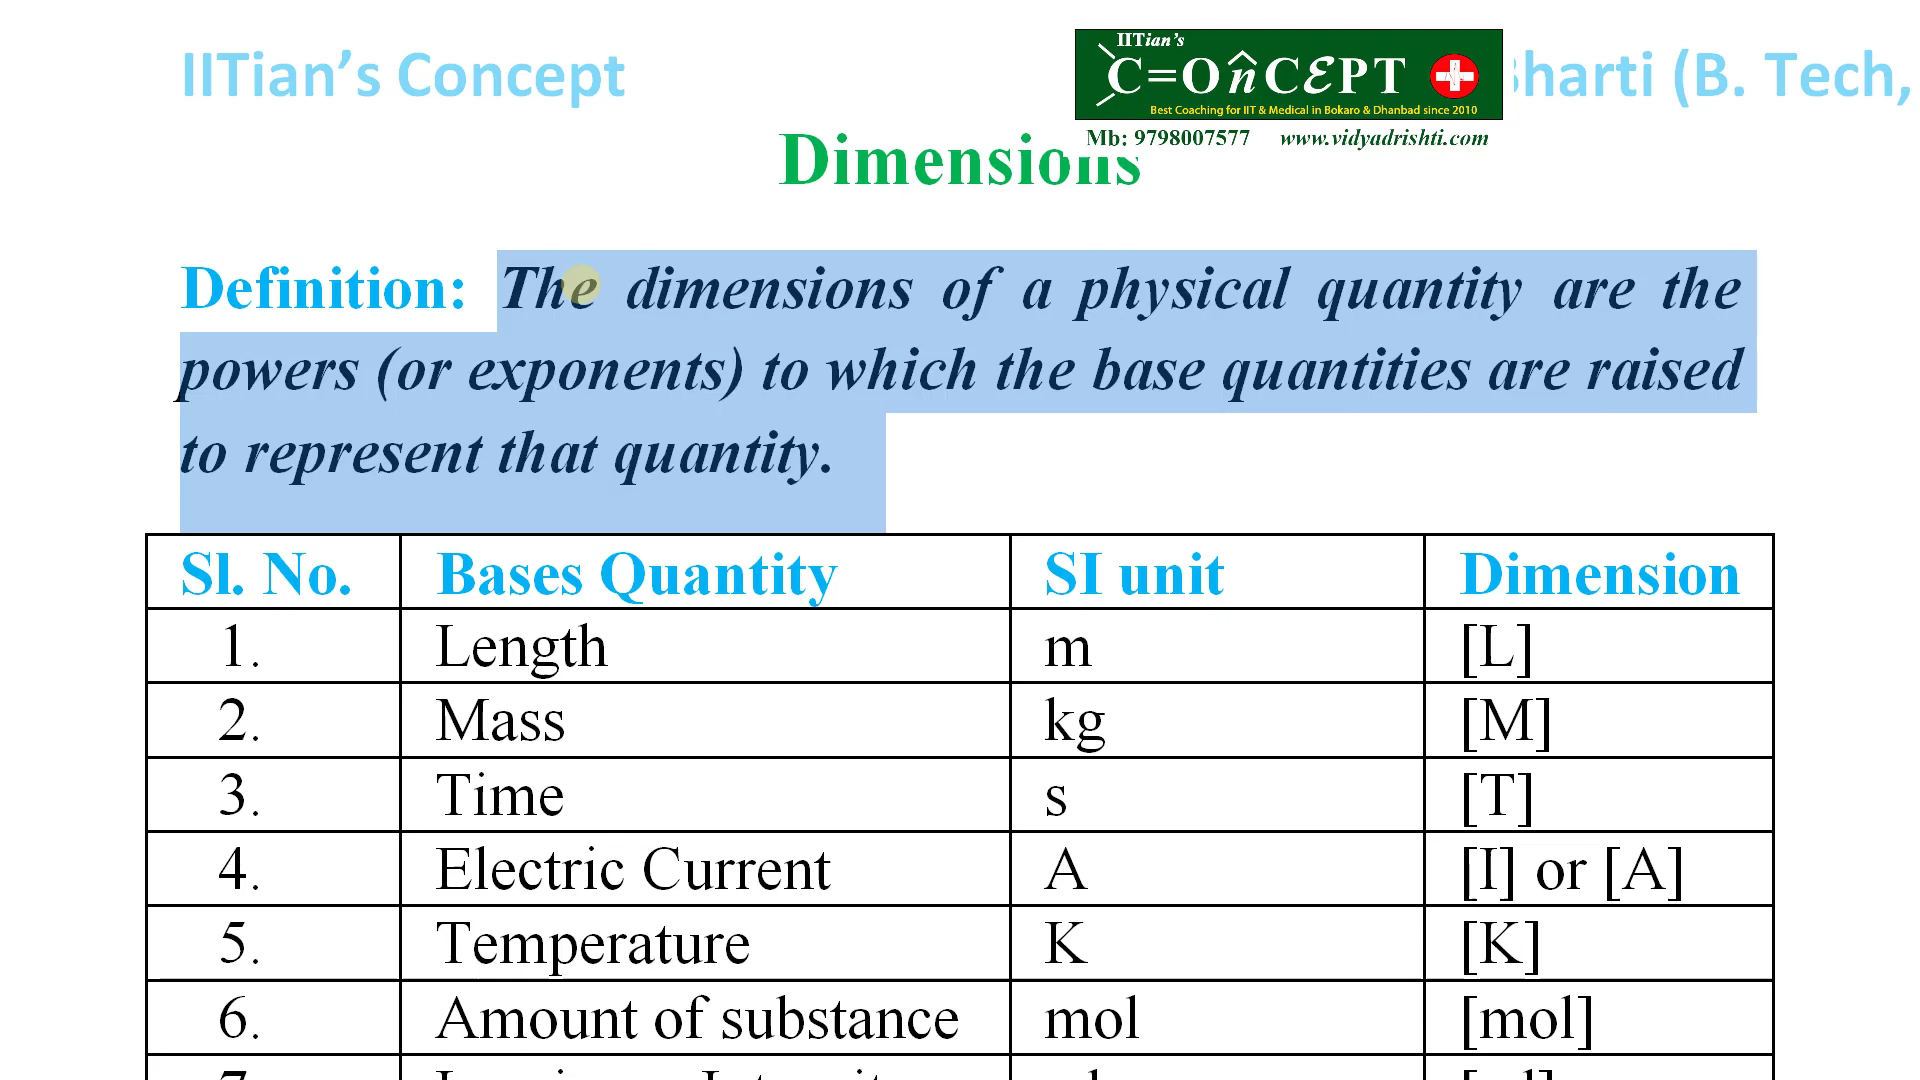 IITian's Concept
IITian's
C=OnCEPT
Best Coaching for IIT & Medical in Bokaro & Dhanbad since 2010
Mb: 9798007577 www.vidyadrishti.com
(B. Tech,
Dimensions
Definition: The dimensions of a physical quantity are the
powers (or exponents) to which the base quantities are raised
to represent that quantity.
Sl. No. Bases Quantity SI unit Dimension
1. Length m [L]
2. Mass kg [M]
3. Time s [T]
4. Electric Current A [I] or [A]
5. Temperature K [K]
6. Amount of substance mol [mol]